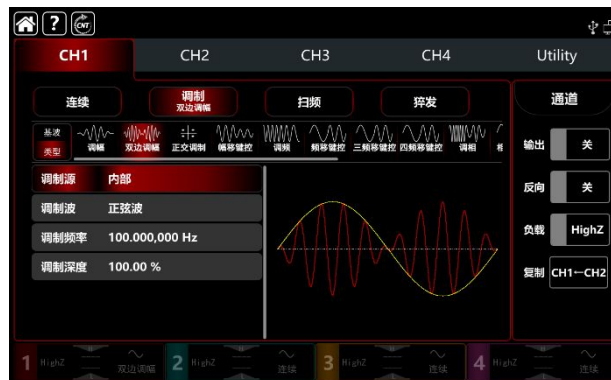 ? CNT
CH1 CH2 CH3 CH4 Utility
连续 调制 扫频 猝发 通道
双边调幅
基波
类型 调幅 双边调幅 正交调制 幅移键控 调频 频移键控 三频移键控 四频移键控 调相
输出 关
调制源 内部
反向 关
调制波 正弦波
负载 HighZ
调制频率 100.000,000 Hz
调制深度 100.00 %
复制 CH1←CH2
1 HighZ 双边调幅 2 HighZ 连续 3 HighZ 连续 4 HighZ 连续